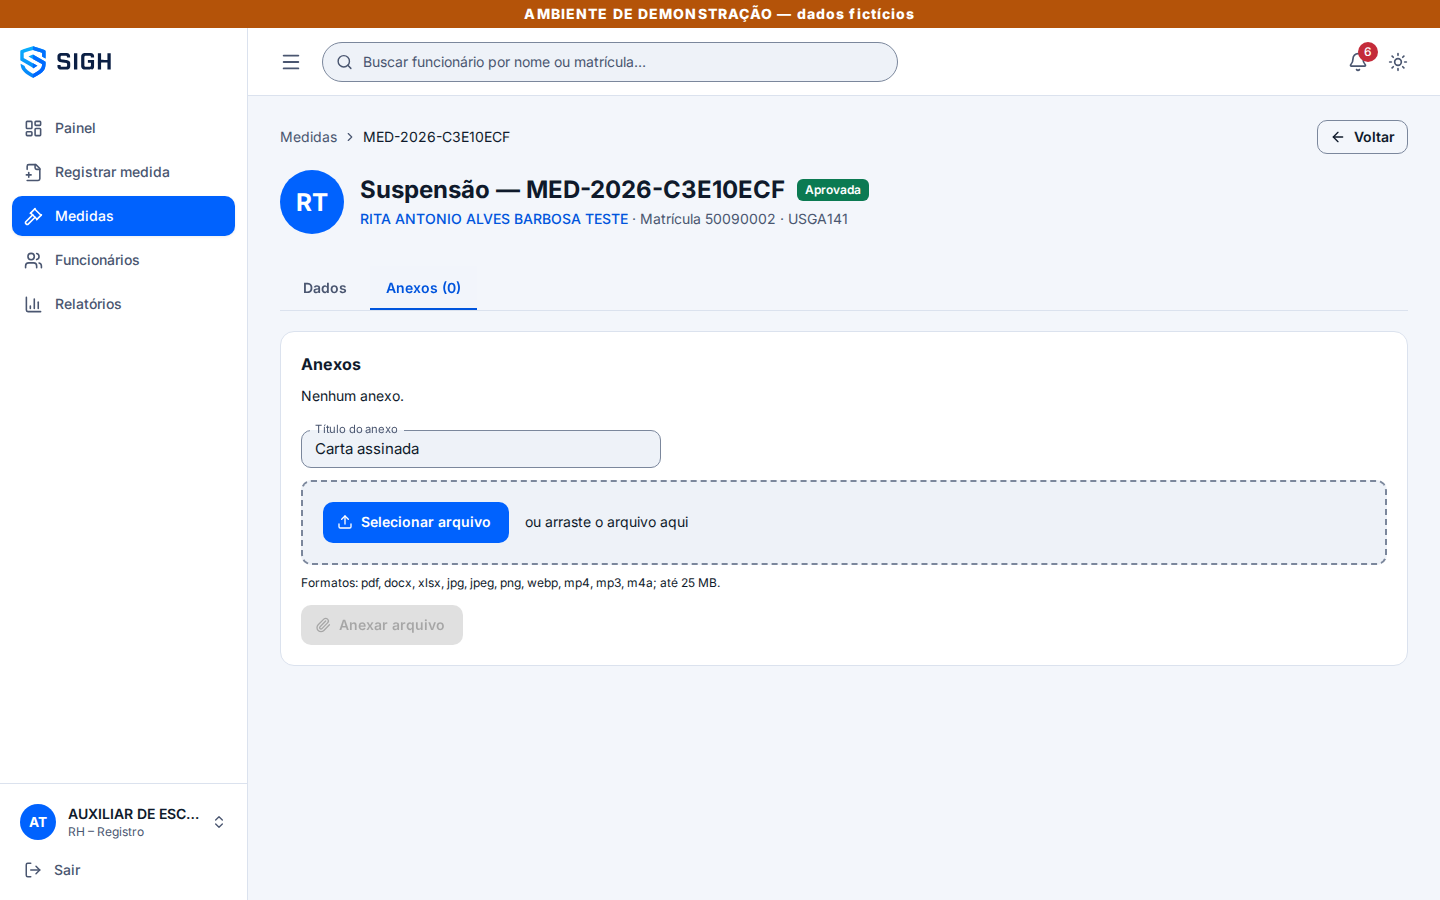 AMBIENTE DE DEMONSTRAÇÃO — dados fictícios
SIGH
Buscar funcionário por nome ou matrícula...
6
Painel
Registrar medida
Medidas
Funcionários
Relatórios
Medidas > MED-2026-C3E10ECF
Voltar
RT
Suspensão — MED-2026-C3E10ECF Aprovada
RITA ANTONIO ALVES BARBOSA TESTE · Matrícula 50090002 · USGA141
Dados
Anexos (0)
Anexos
Nenhum anexo.
Título do anexo
Carta assinada
Selecionar arquivo ou arraste o arquivo aqui
Formatos: pdf, docx, xlsx, jpg, jpeg, png, webp, mp4, mp3, m4a; até 25 MB.
Anexar arquivo
AT
AUXILIAR DE ESC...
RH – Registro
Sair